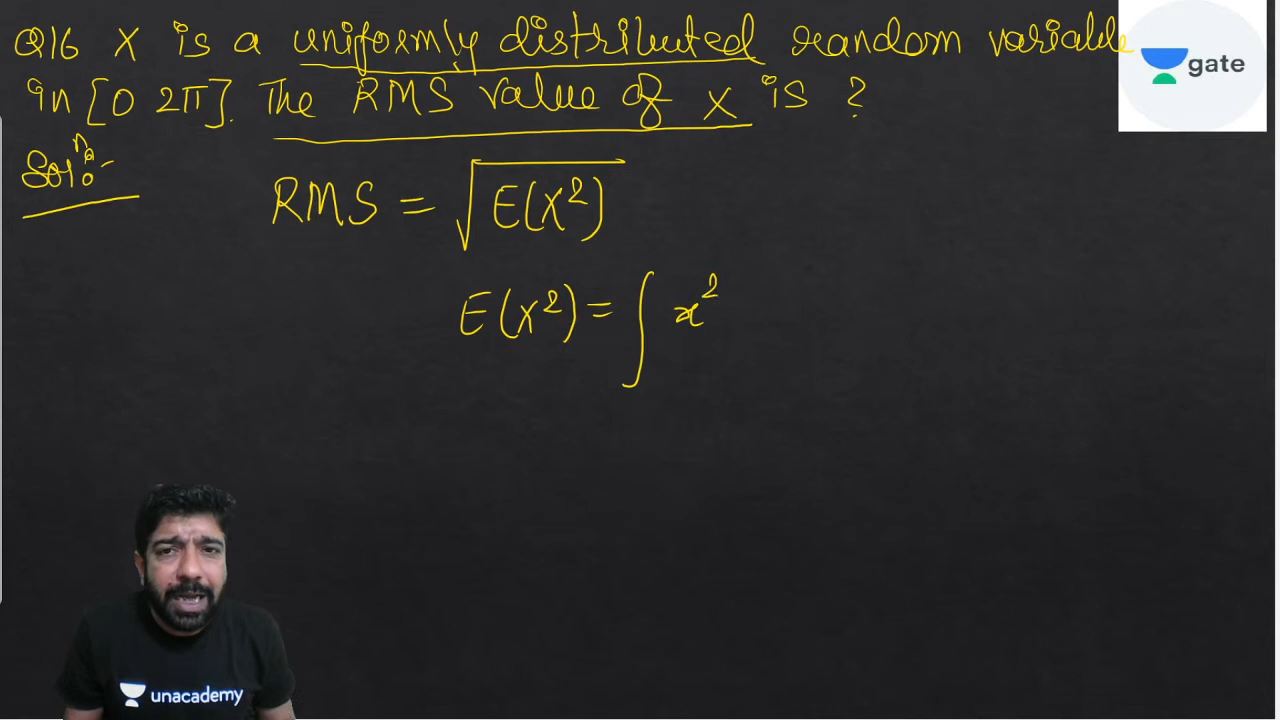 Q16 X is a uniformly distributed random variable
in [0 2π]. The RMS value of X is ?
Solⁿ:-
RMS = √E(X²)
E(X²) = ∫ x²
gate
unacademy